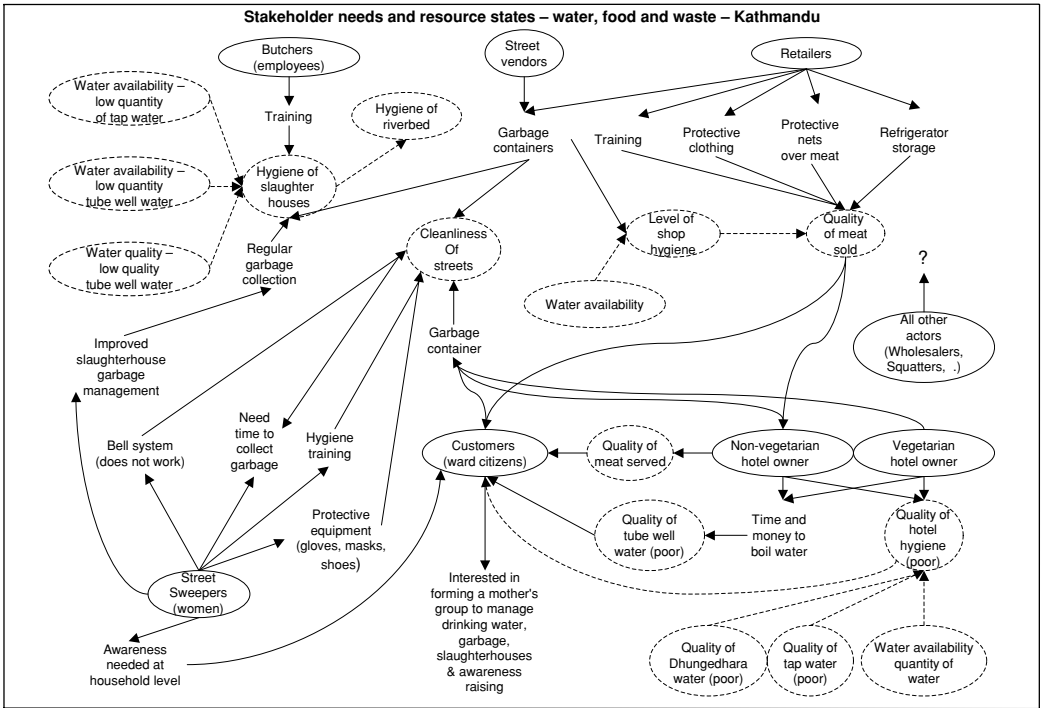 Stakeholder needs and resource states – water, food and waste – Kathmandu
Butchers
(employees)
Street
vendors
Retailers
Water availability –
low quantity
of tap water
Training
Hygiene of
riverbed
Garbage
containers
Training
Protective
clothing
Protective
nets
over meat
Refrigerator
storage
Water availability –
low quantity
tube well water
Hygiene of
slaughter
houses
Water quality –
low quality
tube well water
Regular
garbage
collection
Cleanliness
Of
streets
Level of
shop
hygiene
Quality
of meat
sold
Water availability
?
All other
actors
(Wholesalers,
Squatters, .)
Improved
slaughterhouse
garbage
management
Garbage
container
Bell system
(does not work)
Need
time to
collect
garbage
Hygiene
training
Customers
(ward citizens)
Quality of
meat served
Non-vegetarian
hotel owner
Vegetarian
hotel owner
Protective
equipment
(gloves, masks,
shoes)
Quality of
tube well
water (poor)
Time and
money to
boil water
Quality of
hotel
hygiene
(poor)
Street
Sweepers
(women)
Interested in
forming a mother's
group to manage
drinking water,
garbage,
slaughterhouses
& awareness
raising
Awareness
needed at
household level
Quality of
Dhungedhara
water (poor)
Quality of
tap water
(poor)
Water availability
quantity of
water